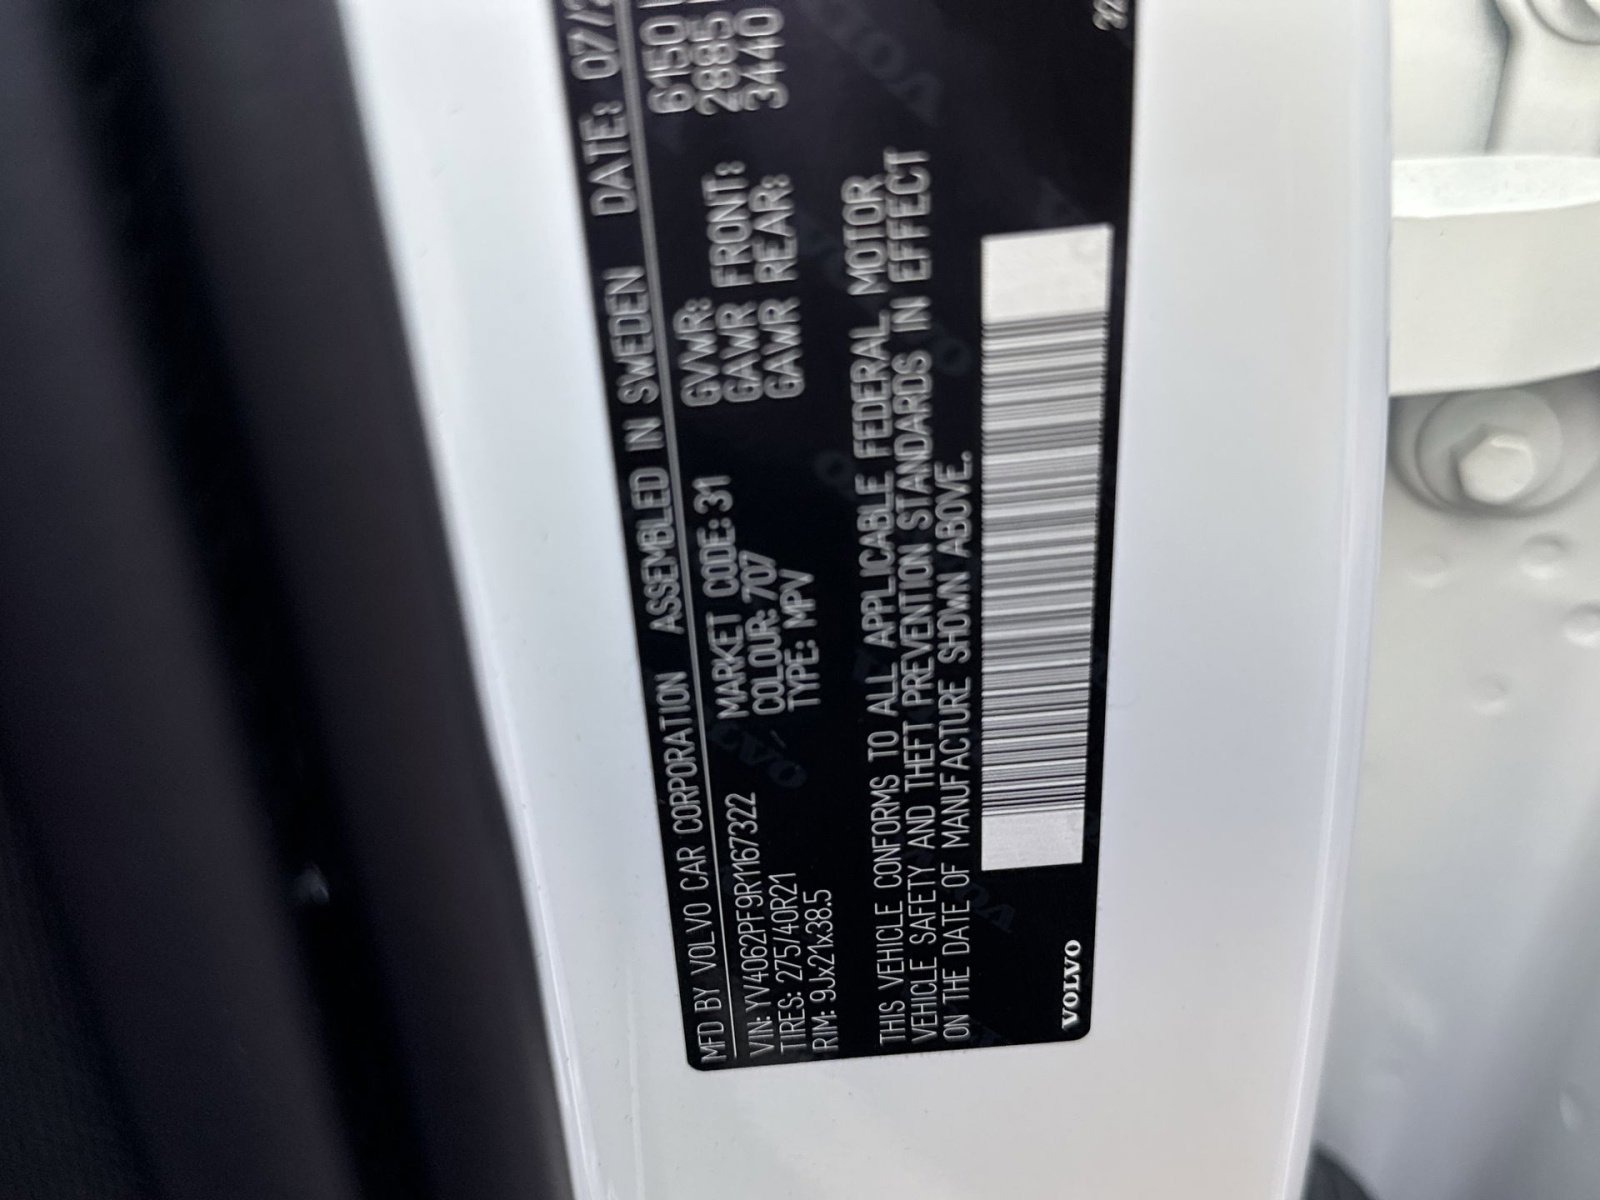 MFD BY VOLVO CAR CORPORATION ASSEMBLED IN SWEDEN DATE: 07/
VIN: YV4062PF9R1167322 MARKET CODE: 31 GVWR: 6150
TIRES: 275/40R21 COLOUR: 707 GAWR FRONT: 2885
RIM: 9Jx21x38.5 TYPE: MPV GAWR REAR: 3440
THIS VEHICLE CONFORMS TO ALL APPLICABLE FEDERAL MOTOR
VEHICLE SAFETY AND THEFT PREVENTION STANDARDS IN EFFECT
ON THE DATE OF MANUFACTURE SHOWN ABOVE.
VOLVO